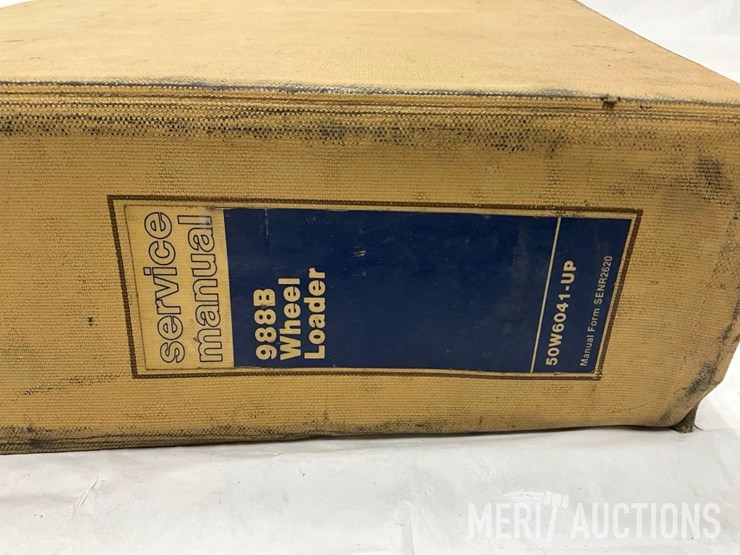 service
manual
988B
Wheel
Loader
50W6041-UP
Manual Form SENR2620
MERIT AUCTIONS